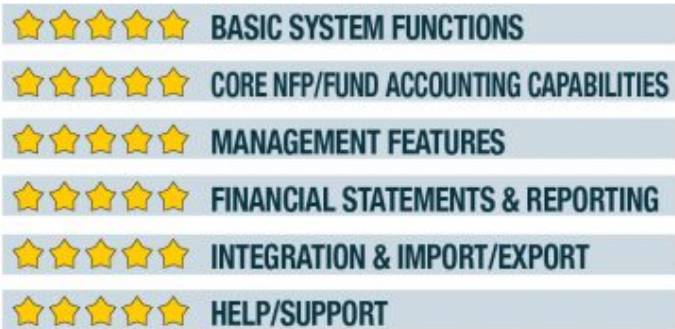 BASIC SYSTEM FUNCTIONS
CORE NFP/FUND ACCOUNTING CAPABILITIES
MANAGEMENT FEATURES
FINANCIAL STATEMENTS & REPORTING
INTEGRATION & IMPORT/EXPORT
HELP/SUPPORT